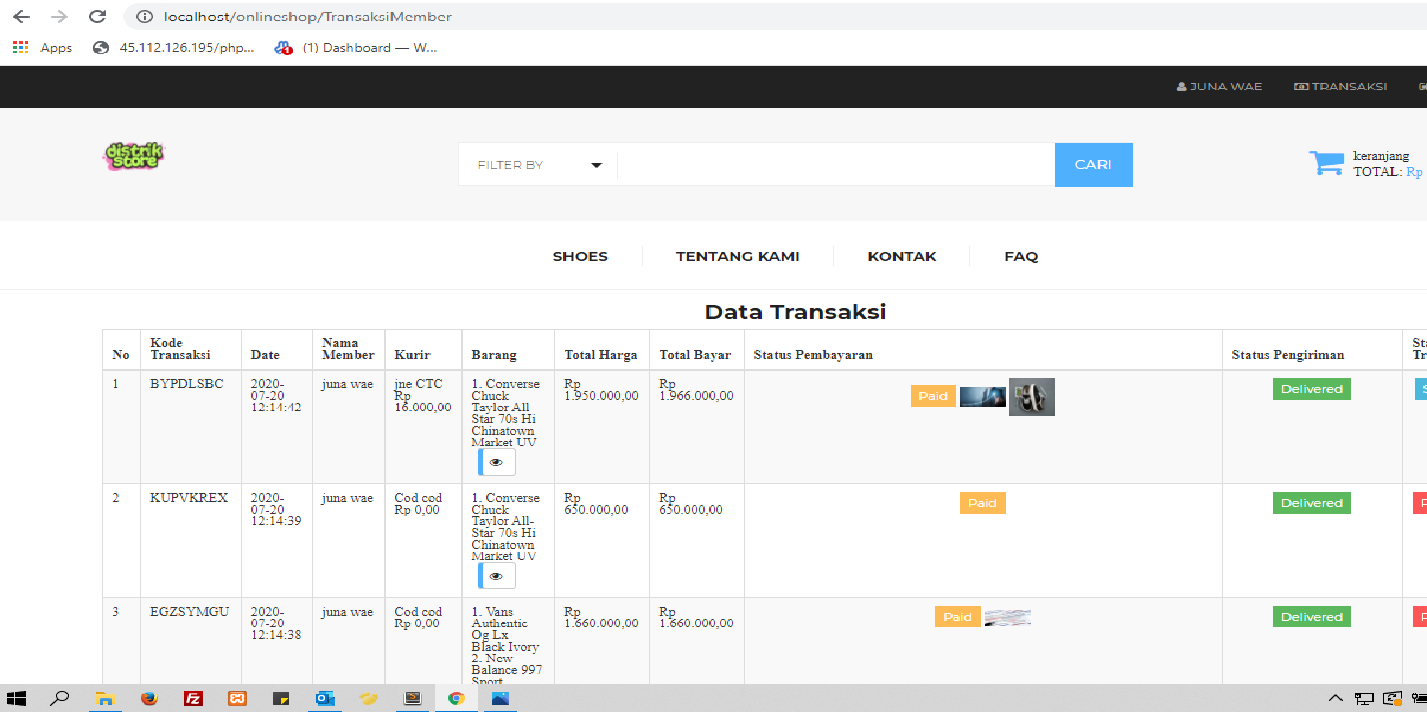 localhost/onlineshop/TransaksiMember
Apps
45.112.126.195/php...
(1) Dashboard — W...
JUNA WAE
TRANSAKSI
distrik
store
FILTER BY
CARI
keranjang
TOTAL: Rp
SHOES
TENTANG KAMI
KONTAK
FAQ
Data Transaksi
No
Kode
Transaksi
Date
Nama
Member
Kurir
Barang
Total Harga
Total Bayar
Status Pembayaran
Status Pengiriman
1
BYPDLSBC
2020-
07-20
12:14:42
juna wae
jne CTC
Rp
16.000,00
1. Converse
Chuck
Taylor All-
Star 70s Hi
Chinatown
Market UV
Rp
1.950.000,00
Rp
1.966.000,00
Paid
Delivered
2
KUPVKREX
2020-
07-20
12:14:39
juna wae
Cod cod
Rp 0,00
1. Converse
Chuck
Taylor All-
Star 70s Hi
Chinatown
Market UV
Rp
650.000,00
Rp
650.000,00
Paid
Delivered
3
EGZSYMGU
2020-
07-20
12:14:38
juna wae
Cod cod
Rp 0,00
1. Vans
Authentic
Og Lx
Black Ivory
2. New
Balance 997
Sport
Rp
1.660.000,00
Rp
1.660.000,00
Paid
Delivered